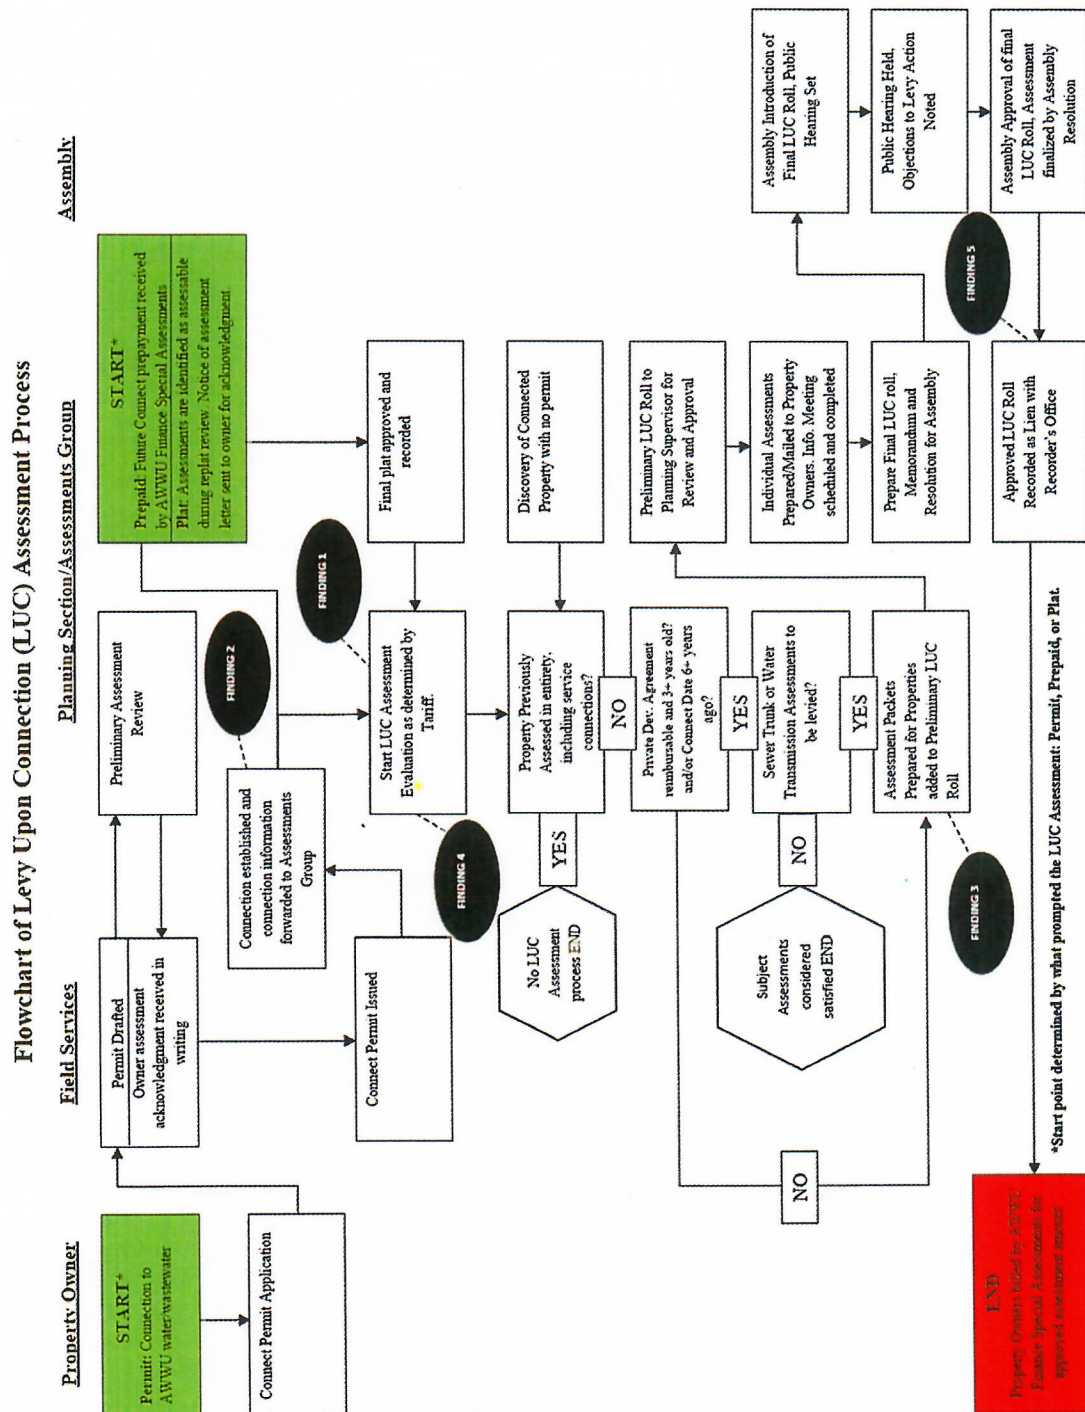 Flowchart of Levy Upon Connection (LUC) Assessment Process
Property Owner
Field Services
Planning Section/Assessments Group
Assembly
START*
Permit: Connection to
AWWU water/wastewater
Connect Permit Application
Permit Drafted
Owner assessment
acknowledgment received in
writing
Preliminary Assessment
Review
START*
Prepaid: Future Connect prepayment received
by AWWU Finance Special Assessments
Plat: Assessments are identified as assessable
during replat review. Notice of assessment
letter sent to owner for acknowledgment.
Connect Permit Issued
Connection established and
connection information
forwarded to Assessments
Group
FINDING 2
FINDING 1
Final plat approved and
recorded
Start LUC Assessment
Evaluation as determined by
Tariff.
FINDING 4
Discovery of Connected
Property with no permit
Property Previously
Assessed in entirety,
including service
connections?
YES
No LUC
Assessment
process END
NO
Private Dev. Agreement
reimbursable and 3+ years old?
and/or Connect Date 6+ years
ago?
NO
YES
Sewer Trunk or Water
Transmission Assessments to
be levied?
NO
Subject
Assessments
considered
satisfied END
YES
Assessment Packets
Prepared for Properties
added to Preliminary LUC
Roll
FINDING 3
Preliminary LUC Roll to
Planning Supervisor for
Review and Approval
Individual Assessments
Prepared/Mailed to Property
Owners. Info. Meeting
scheduled and completed
Prepare Final LUC roll,
Memorandum and
Resolution for Assembly
Assembly Introduction of
Final LUC Roll, Public
Hearing Set
Public Hearing Held,
Objections to Levy Action
Noted
Assembly Approval of final
LUC Roll, Assessment
finalized by Assembly
Resolution
FINDING 5
Approved LUC Roll
Recorded as Lien with
Recorder's Office
END
Property Owners billed by AWWU
Finance Special Assessments for
approved assessment amount
*Start point determined by what prompted the LUC Assessment: Permit, Prepaid, or Plat.